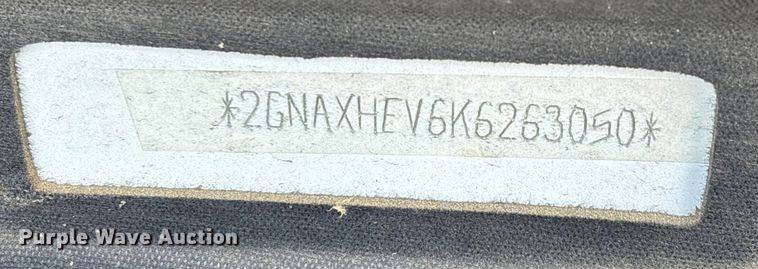 *2GNAXHEV6K6263050*
Purple Wave Auction